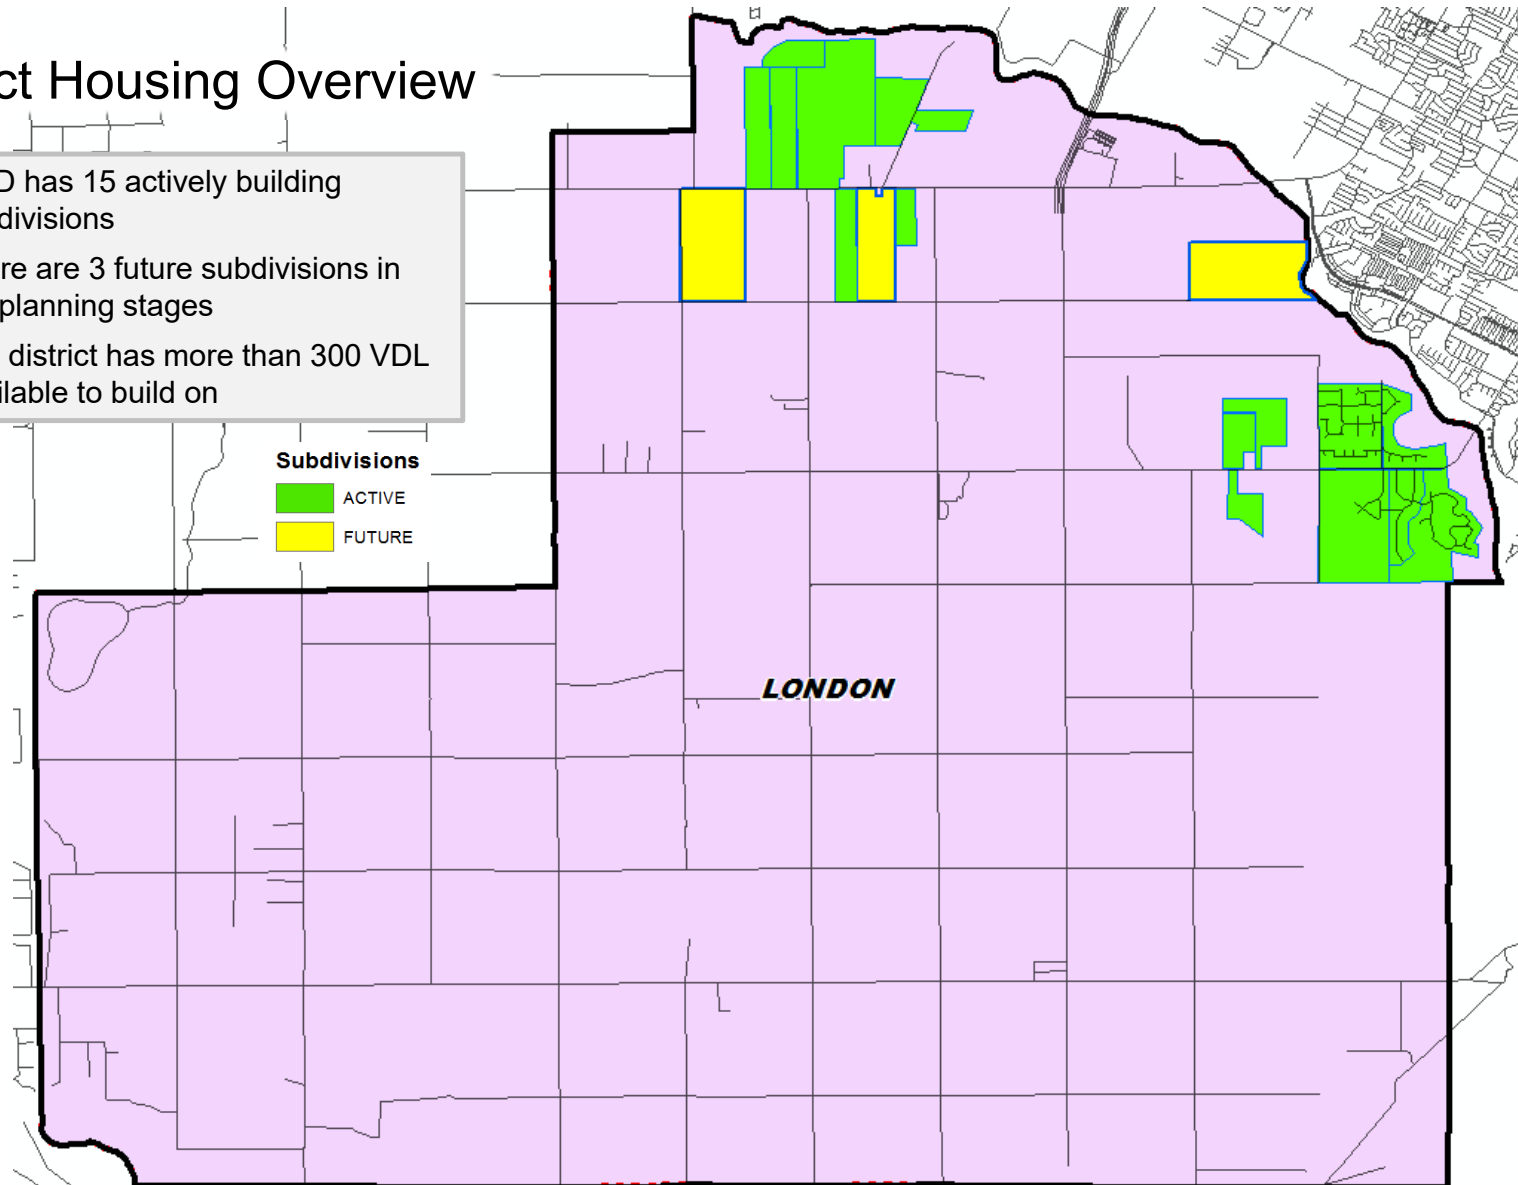 ct Housing Overview
D has 15 actively building
divisions
re are 3 future subdivisions in
planning stages
district has more than 300 VDL
ilable to build on
Subdivisions
ACTIVE
FUTURE
LONDON